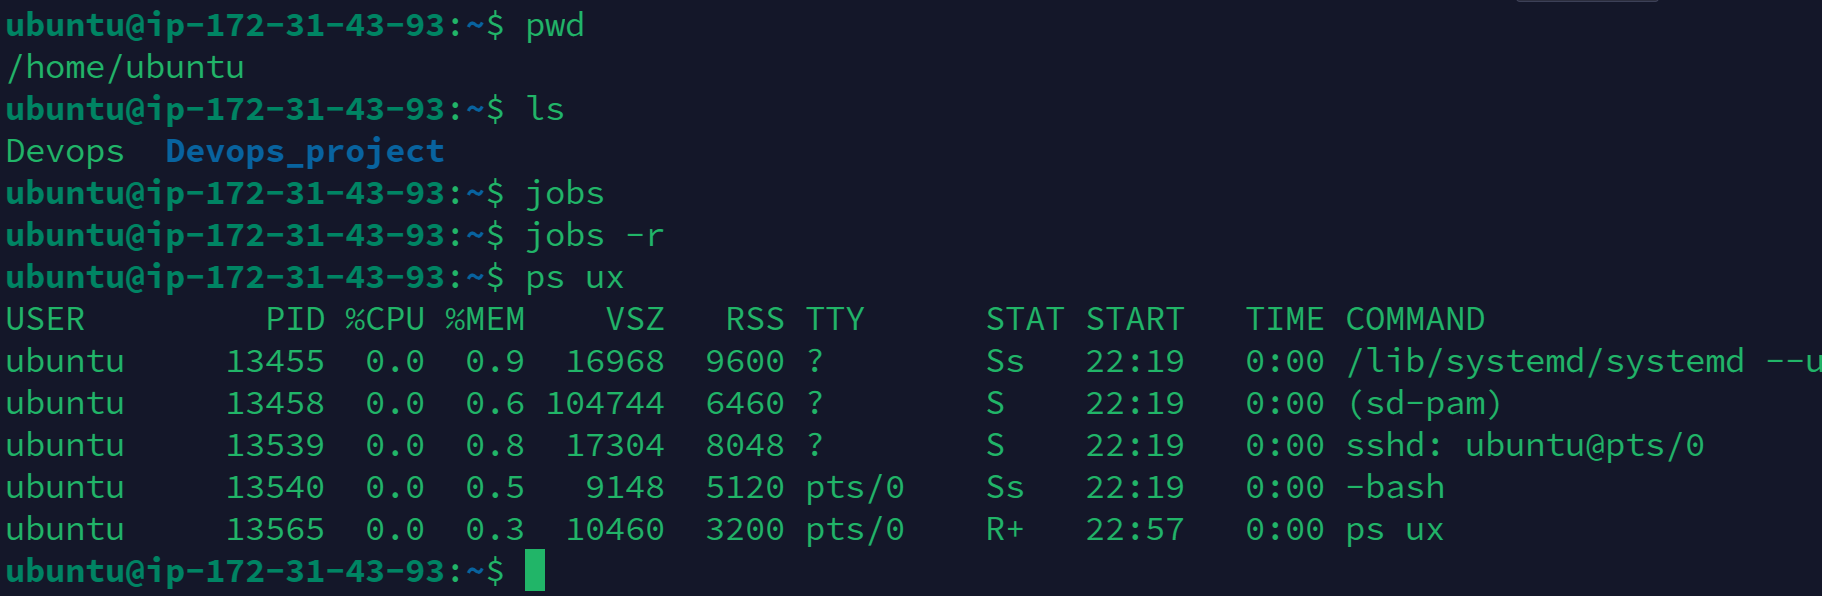 ubuntu@ip-172-31-43-93:~$ pwd
/home/ubuntu
ubuntu@ip-172-31-43-93:~$ ls
Devops  Devops_project
ubuntu@ip-172-31-43-93:~$ jobs
ubuntu@ip-172-31-43-93:~$ jobs -r
ubuntu@ip-172-31-43-93:~$ ps ux
USER         PID %CPU %MEM    VSZ   RSS TTY      STAT START   TIME COMMAND
ubuntu     13455  0.0  0.9  16968  9600 ?        Ss   22:19   0:00 /lib/systemd/systemd --u
ubuntu     13458  0.0  0.6 104744  6460 ?        S    22:19   0:00 (sd-pam)
ubuntu     13539  0.0  0.8  17304  8048 ?        S    22:19   0:00 sshd: ubuntu@pts/0
ubuntu     13540  0.0  0.5   9148  5120 pts/0    Ss   22:19   0:00 -bash
ubuntu     13565  0.0  0.3  10460  3200 pts/0    R+   22:57   0:00 ps ux
ubuntu@ip-172-31-43-93:~$